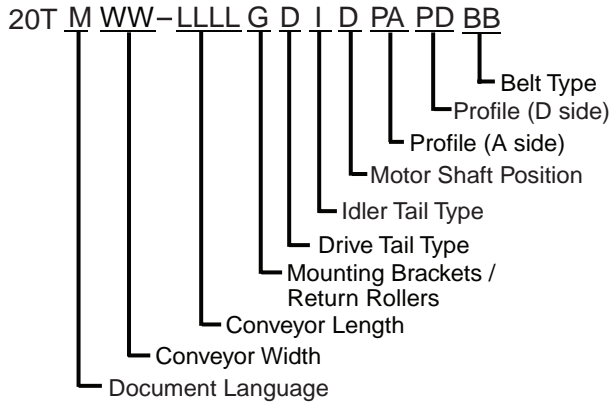 20T M WW–LLLL G D I D PA PD BB
Belt Type
Profile (D side)
Profile (A side)
Motor Shaft Position
Idler Tail Type
Drive Tail Type
Mounting Brackets /
Return Rollers
Conveyor Length
Conveyor Width
Document Language